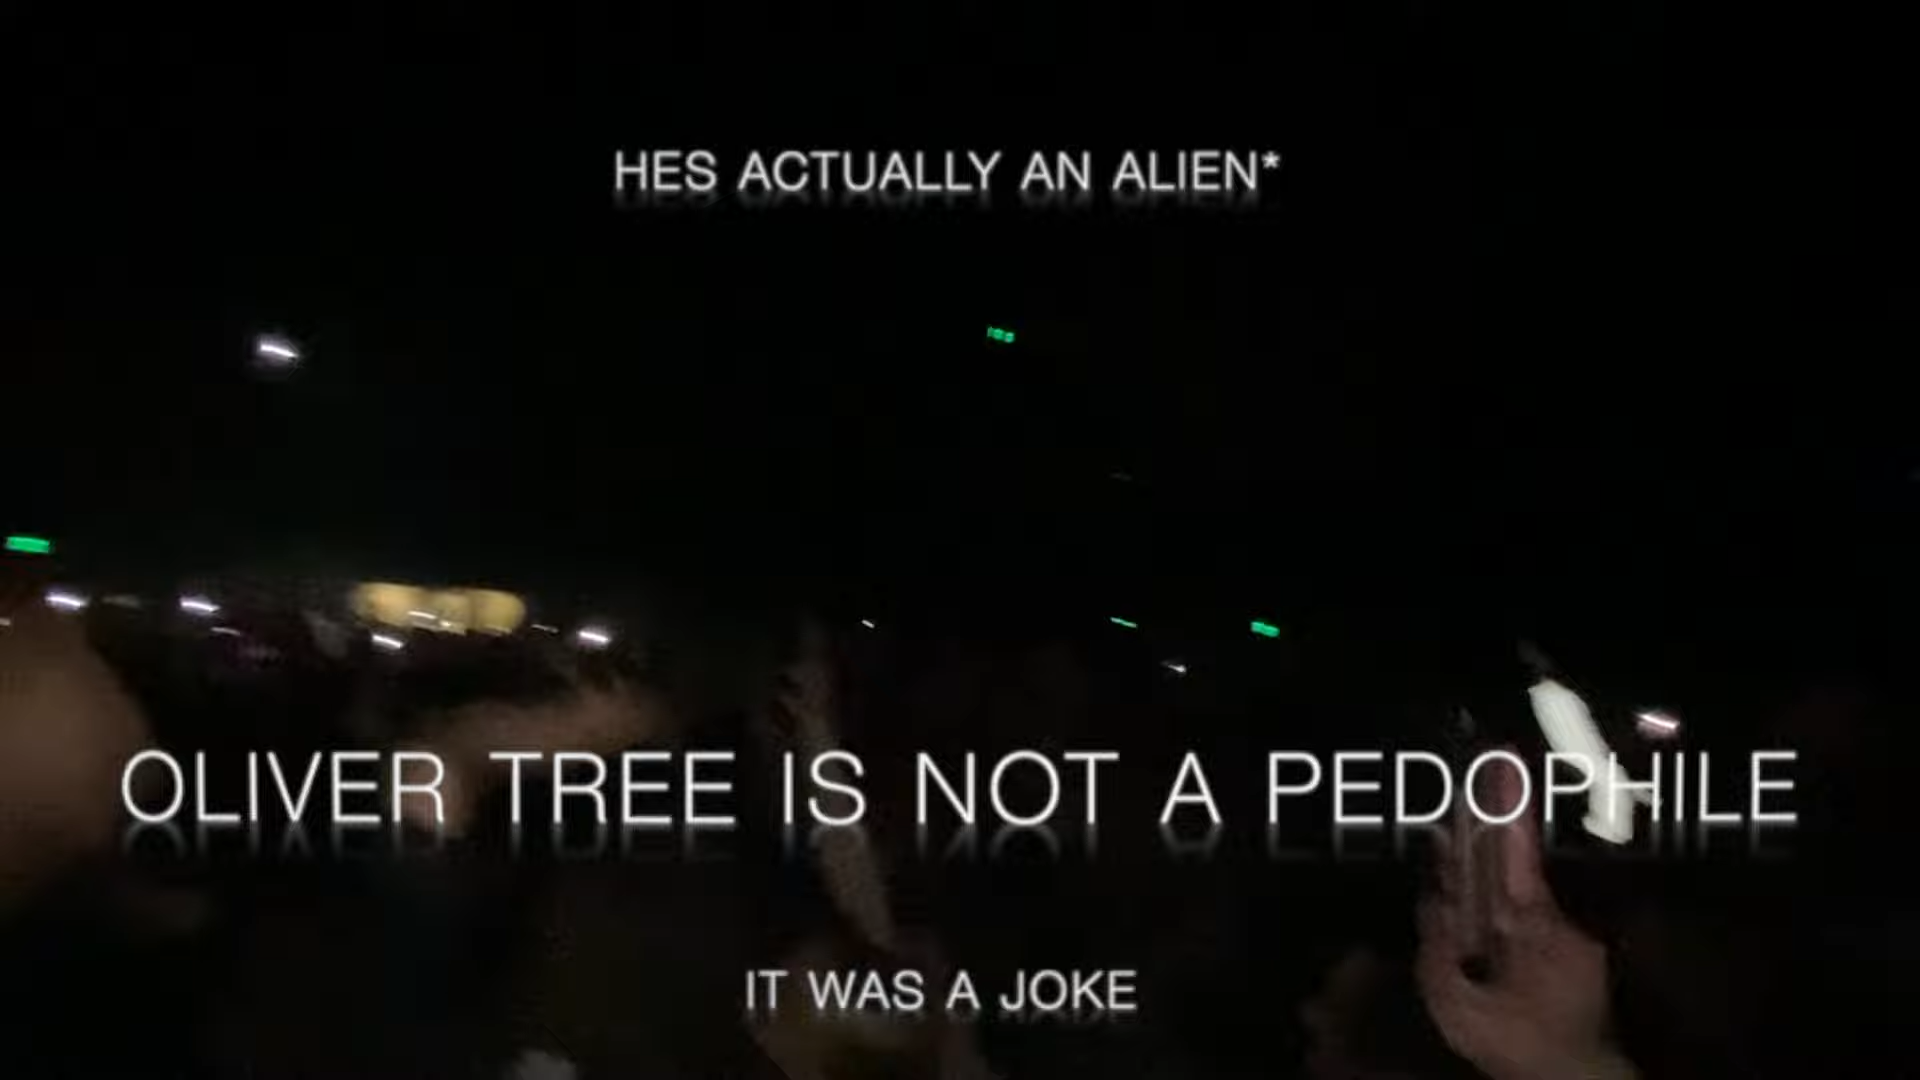 HES ACTUALLY AN ALIEN*
OLIVER TREE IS NOT A PEDOPHILE
IT WAS A JOKE